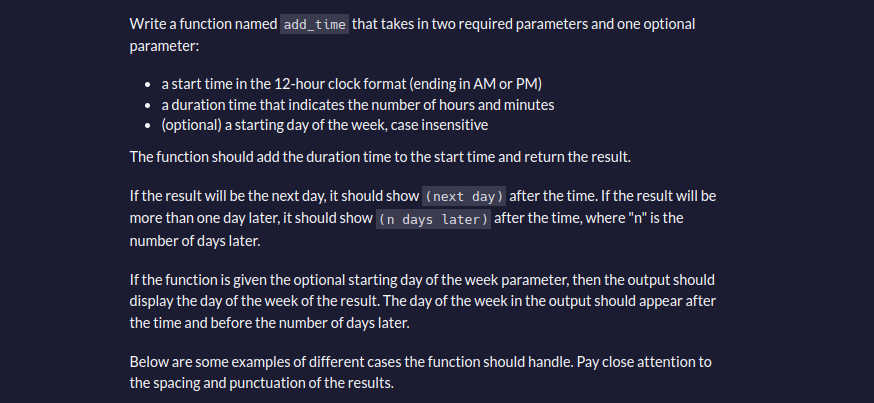 Write a function named add_time that takes in two required parameters and one optional
parameter:
• a start time in the 12-hour clock format (ending in AM or PM)
• a duration time that indicates the number of hours and minutes
• (optional) a starting day of the week, case insensitive
The function should add the duration time to the start time and return the result.
If the result will be the next day, it should show (next day) after the time. If the result will be
more than one day later, it should show (n days later) after the time, where "n" is the
number of days later.
If the function is given the optional starting day of the week parameter, then the output should
display the day of the week of the result. The day of the week in the output should appear after
the time and before the number of days later.
Below are some examples of different cases the function should handle. Pay close attention to
the spacing and punctuation of the results.